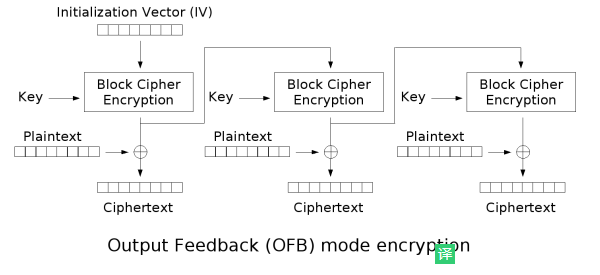 Initialization Vector (IV)
Block Cipher
Encryption
Block Cipher
Encryption
Block Cipher
Encryption
Key
Key
Key
Plaintext
Plaintext
Plaintext
Ciphertext
Ciphertext
Ciphertext
Output Feedback (OFB) mode encryption
译